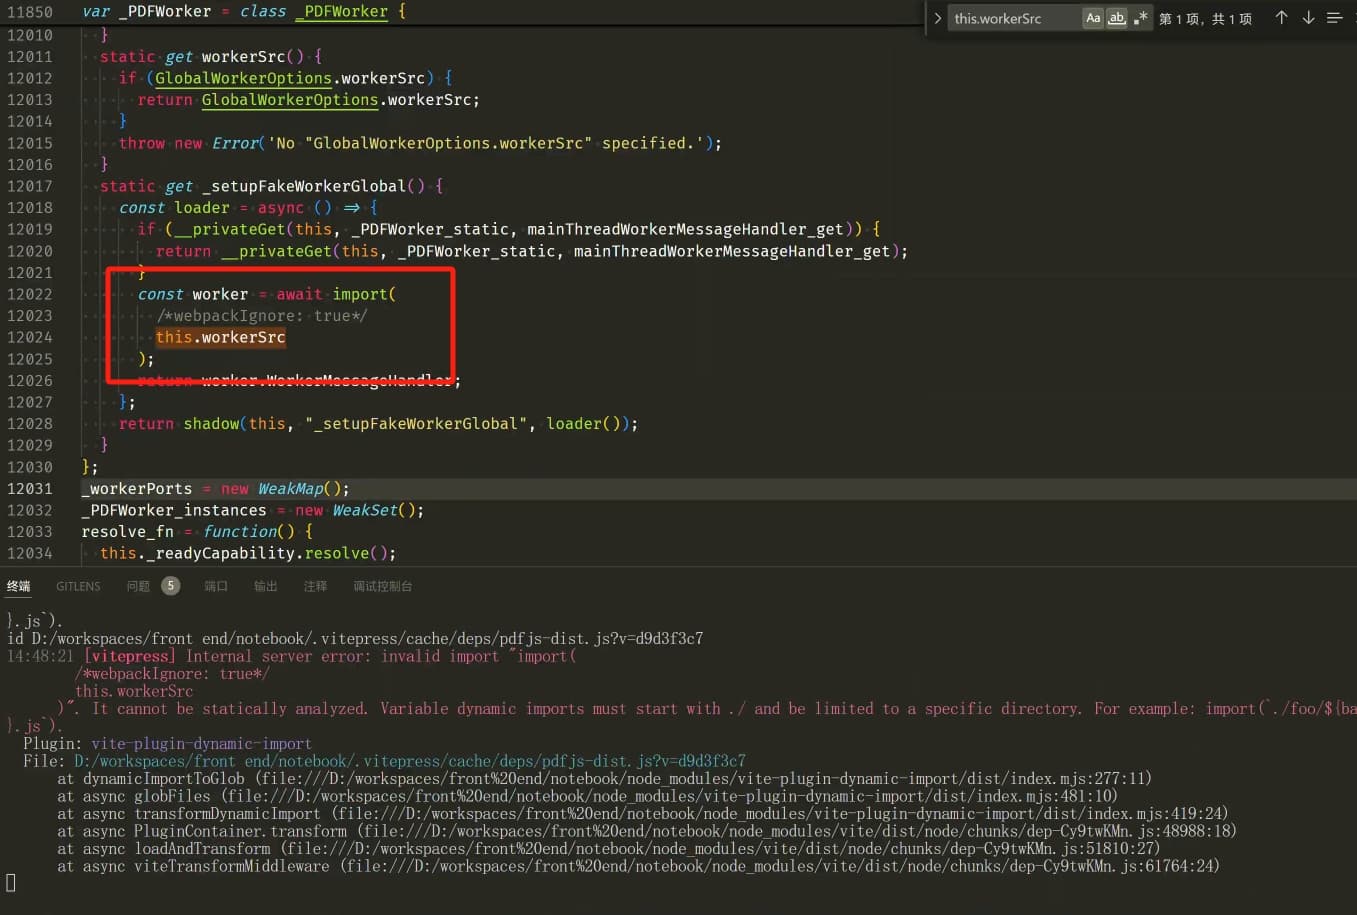 11850 var _PDFWorker = class _PDFWorker {
this.workerSrc Aa ab .* 第 1 项，共 1 项
12010 }
12011 static get workerSrc() {
12012 if (GlobalWorkerOptions.workerSrc) {
12013 return GlobalWorkerOptions.workerSrc;
12014 }
12015 throw new Error('No "GlobalWorkerOptions.workerSrc" specified.');
12016 }
12017 static get _setupFakeWorkerGlobal() {
12018 const loader = async () => {
12019 if (__privateGet(this, _PDFWorker_static, mainThreadWorkerMessageHandler_get)) {
12020 return __privateGet(this, _PDFWorker_static, mainThreadWorkerMessageHandler_get);
12021 }
12022 const worker = await import(
12023 /*webpackIgnore: true*/
12024 this.workerSrc
12025 );
12026 return worker.WorkerMessageHandler;
12027 };
12028 return shadow(this, "_setupFakeWorkerGlobal", loader());
12029 }
12030 };
12031 _workerPorts = new WeakMap();
12032 _PDFWorker_instances = new WeakSet();
12033 resolve_fn = function() {
12034 this._readyCapability.resolve();
终端 GITLENS 问题 5 端口 输出 注释 调试控制台
}.js`).
id D:/workspaces/front end/notebook/.vitepress/cache/deps/pdfjs-dist.js?v=d9d3f3c7
14:48:21 [vitepress] Internal server error: invalid import "import(
/*webpackIgnore: true*/
this.workerSrc
)". It cannot be statically analyzed. Variable dynamic imports must start with ./ and be limited to a specific directory. For example: import(`./foo/${ba
}.js`).
Plugin: vite-plugin-dynamic-import
File: D:/workspaces/front end/notebook/.vitepress/cache/deps/pdfjs-dist.js?v=d9d3f3c7
at dynamicImportToGlob (file:///D:/workspaces/front%20end/notebook/node_modules/vite-plugin-dynamic-import/dist/index.mjs:277:11)
at async globFiles (file:///D:/workspaces/front%20end/notebook/node_modules/vite-plugin-dynamic-import/dist/index.mjs:481:10)
at async transformDynamicImport (file:///D:/workspaces/front%20end/notebook/node_modules/vite-plugin-dynamic-import/dist/index.mjs:419:24)
at async PluginContainer.transform (file:///D:/workspaces/front%20end/notebook/node_modules/vite/dist/node/chunks/dep-Cy9twKMn.js:48988:18)
at async loadAndTransform (file:///D:/workspaces/front%20end/notebook/node_modules/vite/dist/node/chunks/dep-Cy9twKMn.js:51810:27)
at async viteTransformMiddleware (file:///D:/workspaces/front%20end/notebook/node_modules/vite/dist/node/chunks/dep-Cy9twKMn.js:61764:24)